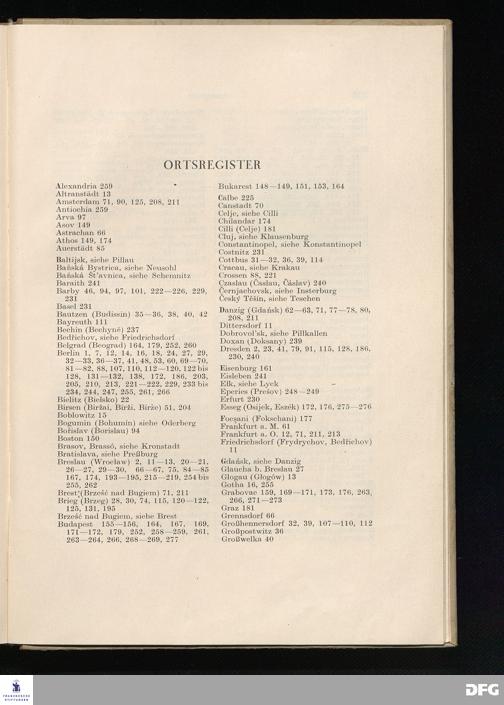 ORTSREGISTER
Alexandria 259
Altranstädt 13
Amsterdam 71, 90, 125, 208, 211
Antiochia 259
Arva 97
Asov 149
Astrachan 66
Athos 149, 174
Auerstädt 85
Baltijsk, siehe Pillau
Baňská Bystrica, siehe Neusohl
Baňská Št'avnica, siehe Schemnitz
Baraith 241
Barby 46, 94, 97, 101, 222—226, 229,
231
Basel 231
Bautzen (Budissin) 35—36, 38, 40, 42
Bayreuth 111
Bechin (Bechyně) 237
Bedřichov, siehe Friedrichsdorf
Belgrad (Beograd) 164, 179, 252, 260
Berlin 1, 7, 12, 14, 16, 18, 24, 27, 29,
32—33, 36—37, 41, 48, 53, 60, 69—70,
81—82, 88, 107, 110, 112—120, 122 bis
128, 131—132, 138, 172, 186, 203,
205, 210, 213, 221—222, 229, 233 bis
234, 244, 247, 255, 261, 266
Bielitz (Bielsko) 22
Birsen (Biržai, Birži, Birże) 51, 204
Boblowitz 15
Bogumin (Bohumín) siehe Oderberg
Bořislav (Borislau) 94
Boston 150
Brasov, Brassó, siehe Kronstadt
Bratislava, siehe Preßburg
Breslau (Wrocław) 2, 11—13, 20—21,
26—27, 29—30, 66—67, 75, 84—85
167, 174, 193—195, 215—219, 254 bis
255, 262
Brest (Brześć nad Bugiem) 71, 211
Brieg (Brzeg) 28, 30, 74, 115, 120—122,
125, 131, 195
Brześć nad Bugiem, siehe Brest
Budapest 155—156, 164, 167, 169,
171—172, 179, 252, 258—259, 261,
263—264, 266, 268—269, 277
Bukarest 148—149, 151, 153, 164
Calbe 225
Canstadt 70
Celje, siehe Cilli
Chilandar 174
Cilli (Celje) 181
Cluj, siehe Klausenburg
Constantinopel, siehe Konstantinopel
Costnitz 231
Cottbus 31—32, 36, 39, 114
Cracau, siehe Krakau
Crossen 88, 221
Czaslau (Časlau, Čáslav) 240
Černjachovsk, siehe Insterburg
Český Těšín, siehe Teschen
Danzig (Gdańsk) 62—63, 71, 77—78, 80,
208, 211
Dittersdorf 11
Dobrovol'sk, siehe Pillkallen
Doxan (Doksany) 239
Dresden 2, 23, 41, 79, 91, 115, 128, 186,
230, 240
Eisenburg 161
Eisleben 241
Elk, siehe Lyck
Eperies (Prešov) 248—249
Erfurt 230
Esseg (Osijek, Eszék) 172, 176, 275—276
Focşani (Fokschani) 177
Frankfurt a. M. 61
Frankfurt a. O. 12, 71, 211, 213
Friedrichsdorf (Frydrychov, Bedřichov)
11
Gdańsk, siehe Danzig
Glaucha b. Breslau 27
Glogau (Głogów) 13
Gotha 16, 255
Grabovac 159, 169—171, 173, 176, 263,
266, 271—273
Graz 181
Grennsdorf 66
Großhennersdorf 32, 39, 107—110, 112
Großpostwitz 36
Großwelka 40
FRANCKESCHE
STIFTUNGEN
DFG